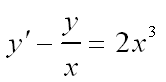 y′ − y/x = 2x³